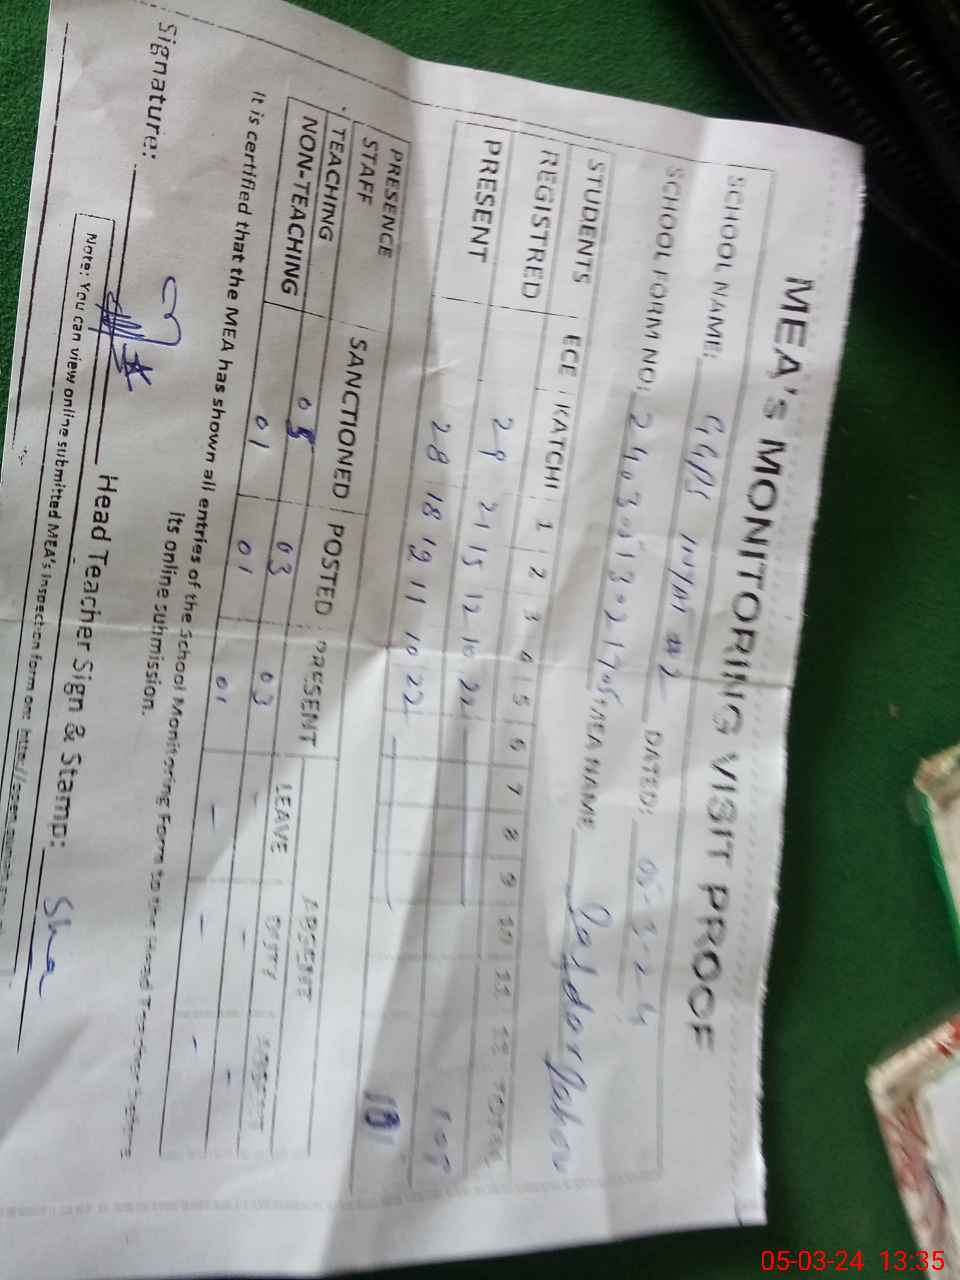 MEA's MONITORING VISIT PROOF
SCHOOL NAME: GGPS #2 DATED: 05-3-24
SCHOOL FORM NO: MEA NAME
STUDENTS ECE KATCHI 1 2 3 4 5 6 7 8 9 10 11 12 TOTAL
REGISTRED 29 21 15 12 10 22 109
PRESENT 28 18 19 11 10 22
PRESENCE SANCTIONED POSTED PRESENT ABSENT
STAFF LEAVE DUTY ABSENT
TEACHING 03 03 - - -
NON-TEACHING 01 01 01 - - -
It is certified that the MEA has shown all entries of the School Monitoring Form to the Head Teacher before
its online submission.
Signature: Head Teacher Sign & Stamp:
Note: You can view online submitted MEA's Inspection form on: http://open.punjab
05-03-24 13:35